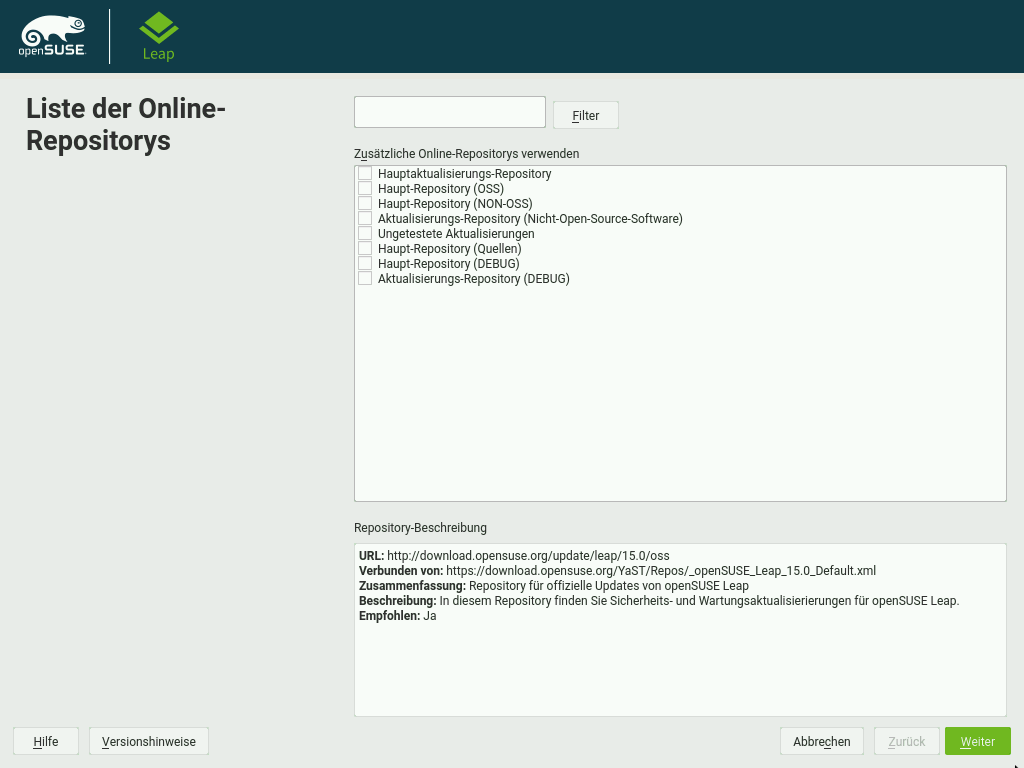 openSUSE.
Leap
Liste der Online-
Repositorys
Filter
Zusätzliche Online-Repositorys verwenden
Hauptaktualisierungs-Repository
Haupt-Repository (OSS)
Haupt-Repository (NON-OSS)
Aktualisierungs-Repository (Nicht-Open-Source-Software)
Ungetestete Aktualisierungen
Haupt-Repository (Quellen)
Haupt-Repository (DEBUG)
Aktualisierungs-Repository (DEBUG)
Repository-Beschreibung
URL: http://download.opensuse.org/update/leap/15.0/oss
Verbunden von: https://download.opensuse.org/YaST/Repos/_openSUSE_Leap_15.0_Default.xml
Zusammenfassung: Repository für offizielle Updates von openSUSE Leap
Beschreibung: In diesem Repository finden Sie Sicherheits- und Wartungsaktualisierierungen für openSUSE Leap.
Empfohlen: Ja
Hilfe Versionshinweise Abbrechen Zurück Weiter